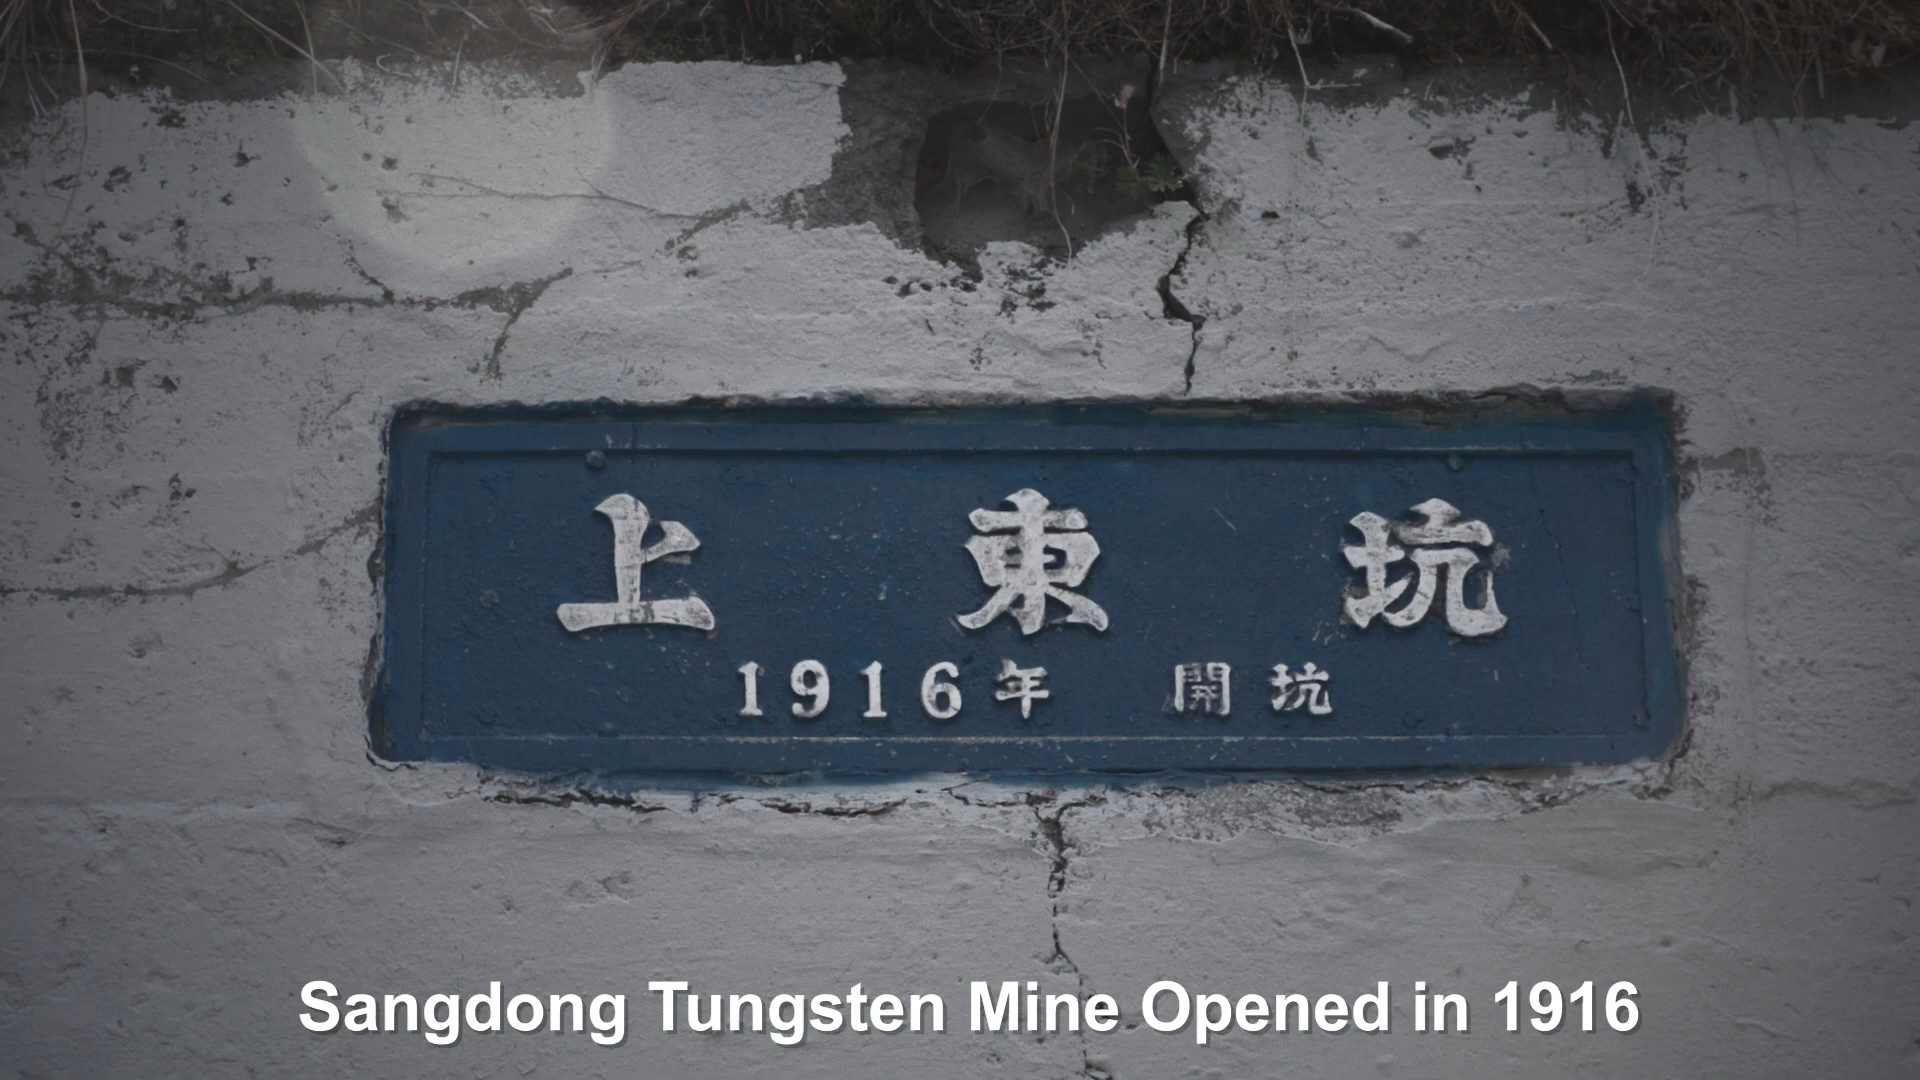 上東坑
1916年 開坑
Sangdong Tungsten Mine Opened in 1916